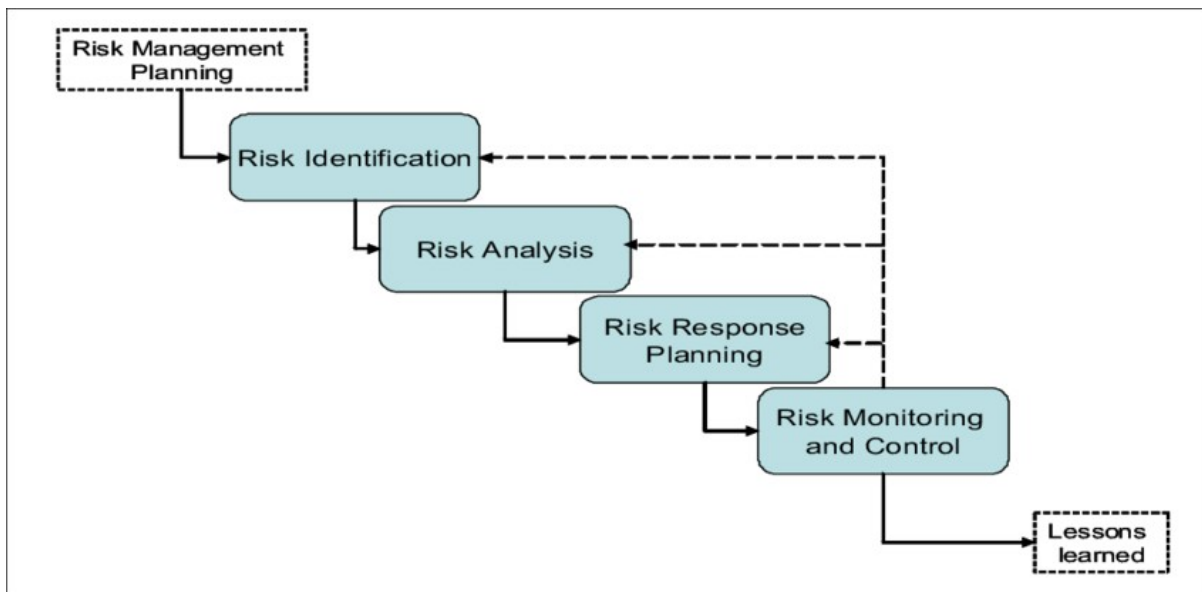 Risk Management
Planning
Risk Identification
Risk Analysis
Risk Response
Planning
Risk Monitoring
and Control
Lessons
learned